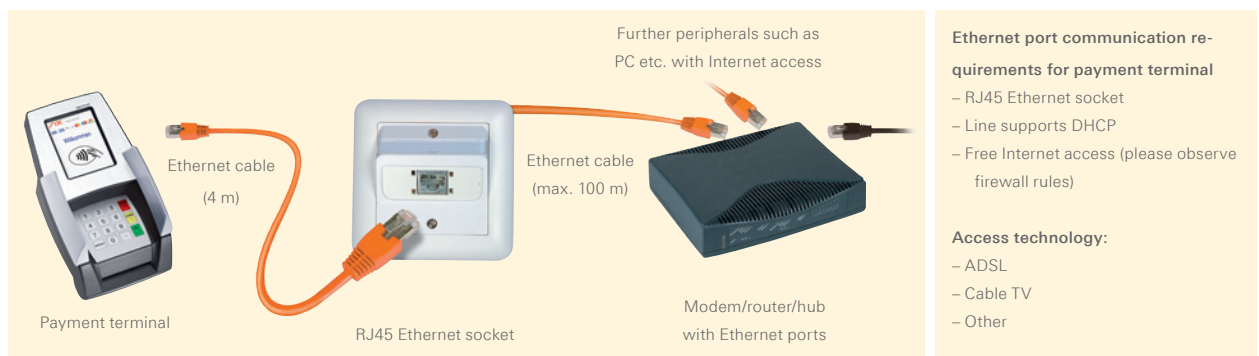 Further peripherals such as
PC etc. with Internet access
Ethernet cable
(4 m)
Ethernet cable
(max. 100 m)
Payment terminal
RJ45 Ethernet socket
Modem/router/hub
with Ethernet ports
Ethernet port communication re-
quirements for payment terminal
– RJ45 Ethernet socket
– Line supports DHCP
– Free Internet access (please observe
firewall rules)
Access technology:
– ADSL
– Cable TV
– Other